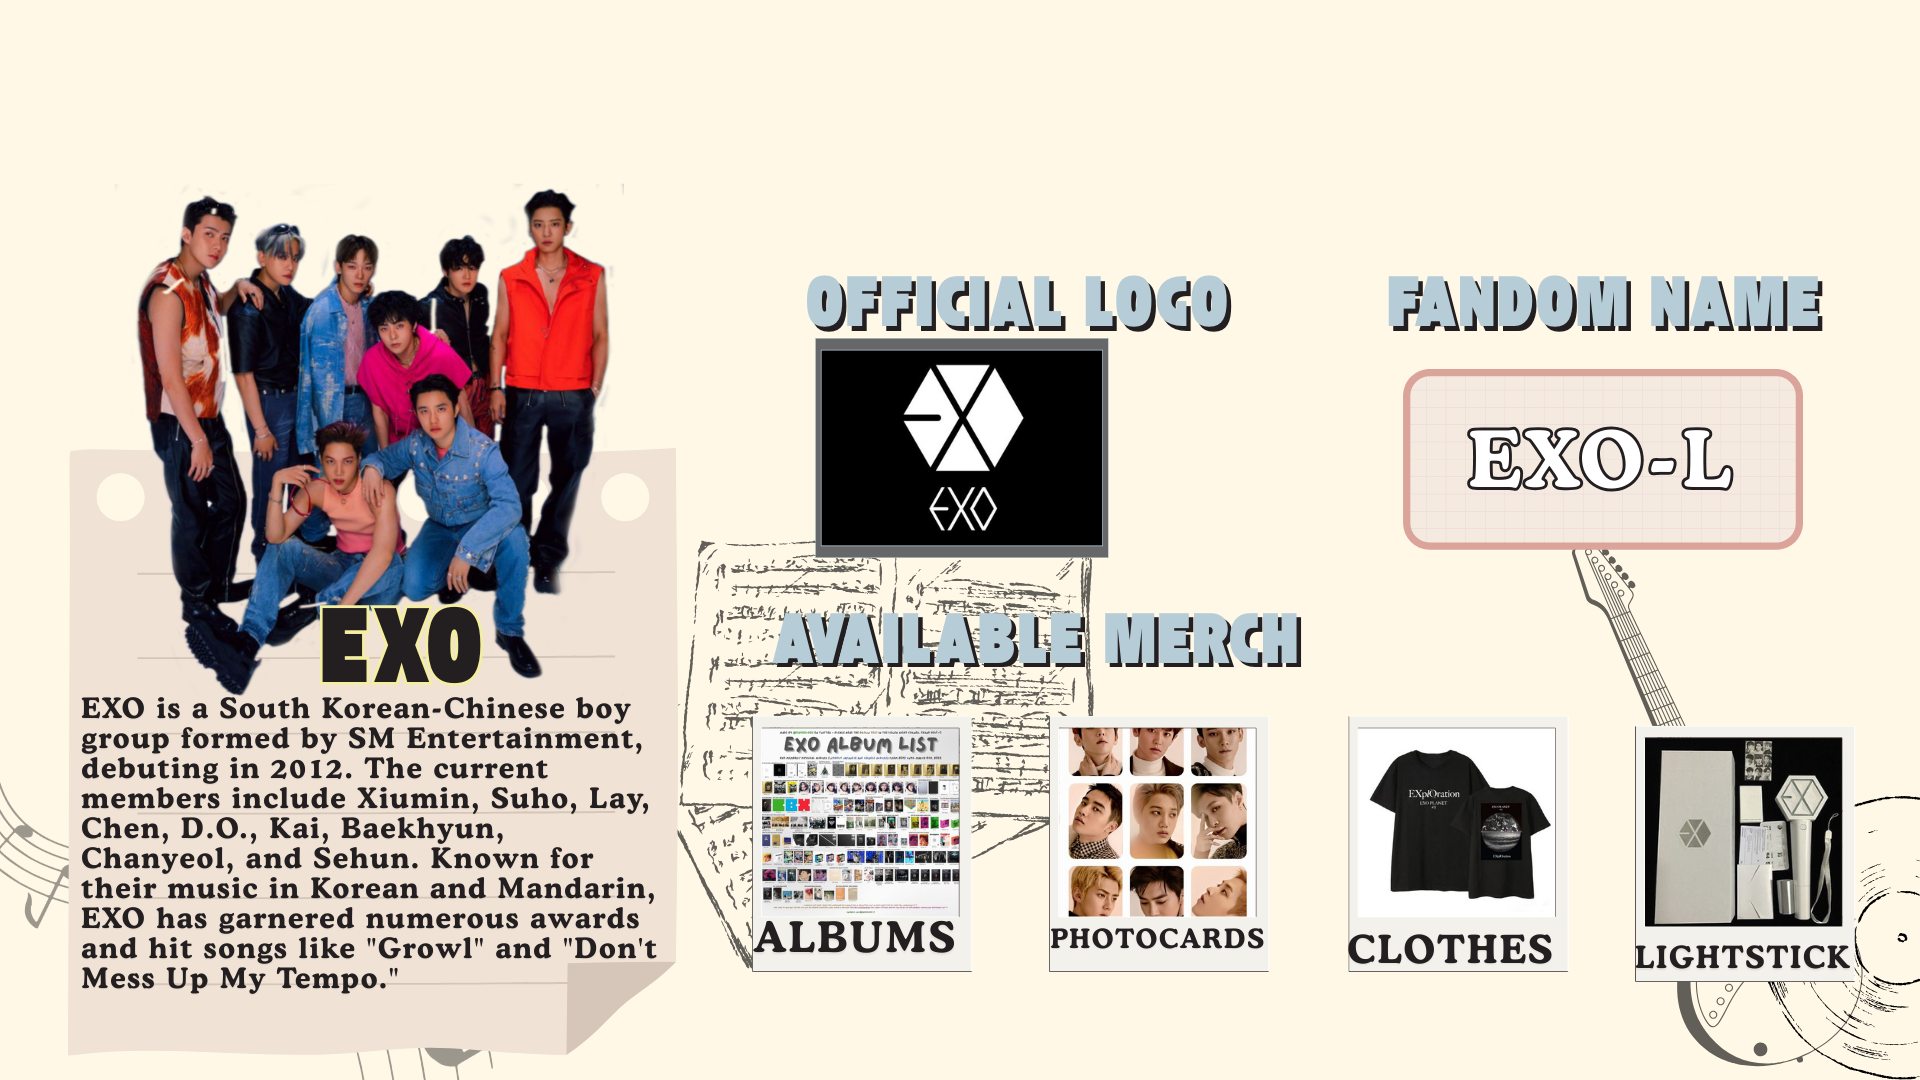 OFFICIAL LOGO
EXO
FANDOM NAME
EXO-L
EXO
EXO is a South Korean-Chinese boy
group formed by SM Entertainment,
debuting in 2012. The current
members include Xiumin, Suho, Lay,
Chen, D.O., Kai, Baekhyun,
Chanyeol, and Sehun. Known for
their music in Korean and Mandarin,
EXO has garnered numerous awards
and hit songs like "Growl" and "Don't
Mess Up My Tempo."
AVAILABLE MERCH
EXO ALBUM LIST
ALBUMS
PHOTOCARDS
EXplOration
EXO PLANET
CLOTHES
LIGHTSTICK